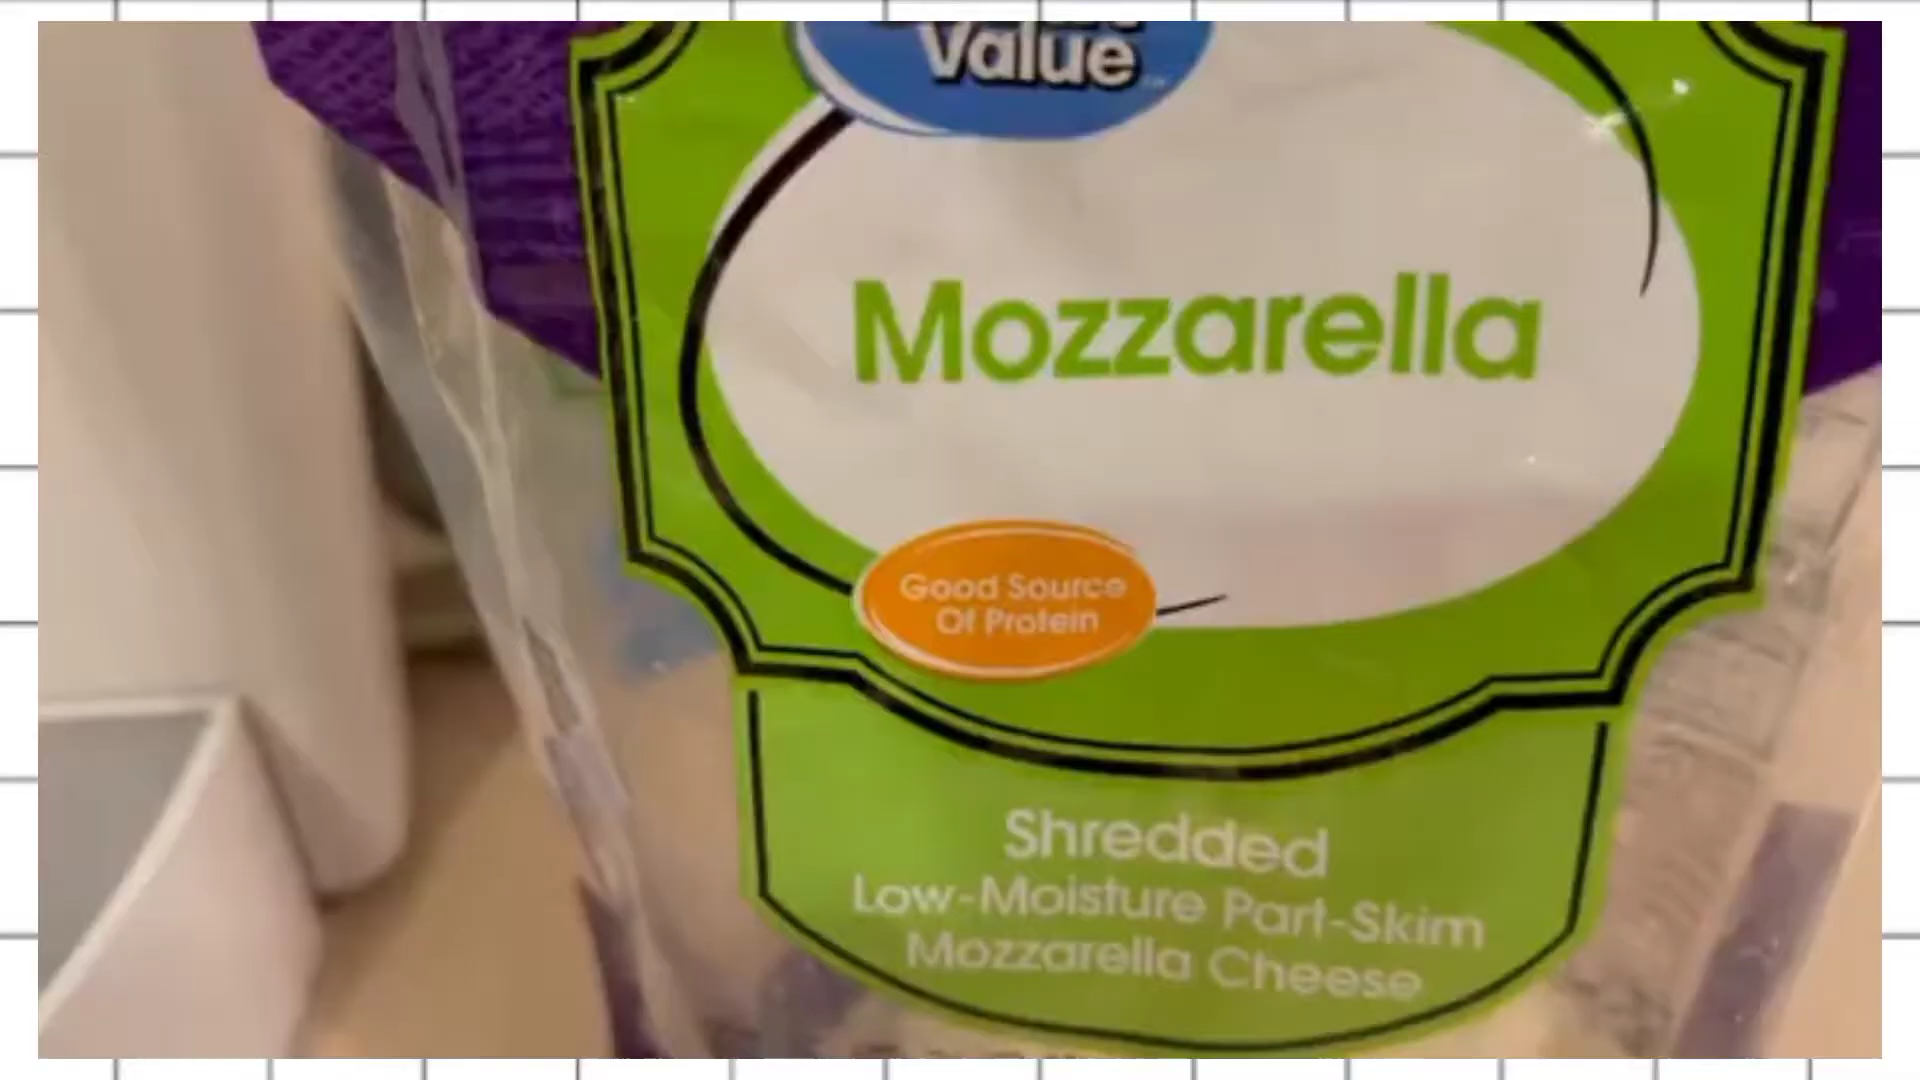 Value
Mozzarella
Good Source
Of Protein
Shredded
Low-Moisture Part-Skim
Mozzarella Cheese